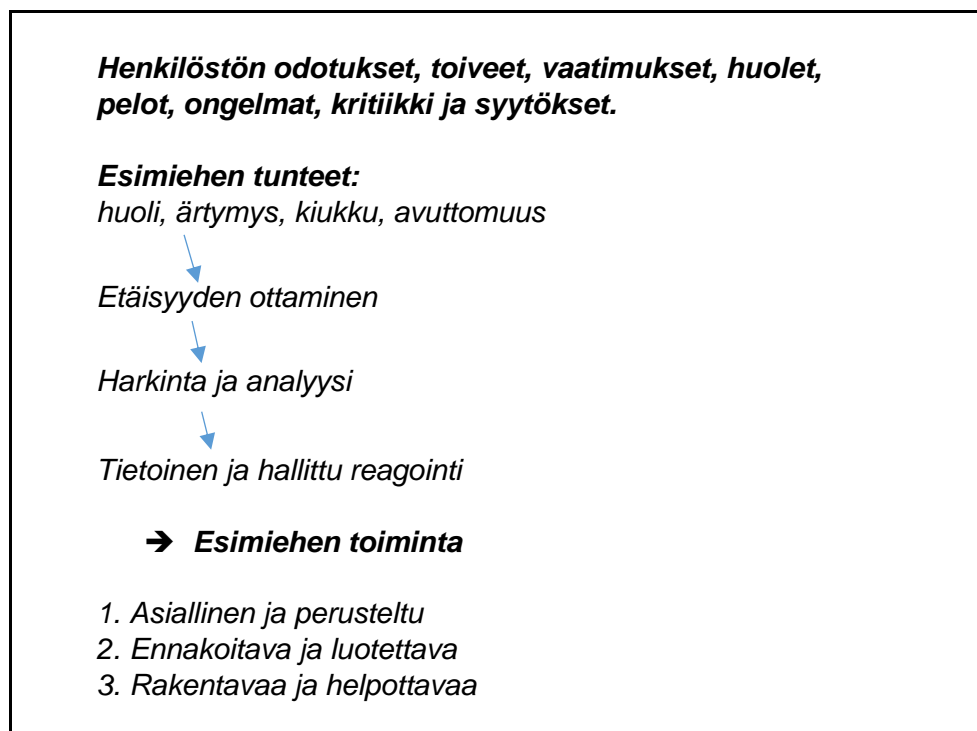 Henkilöstön odotukset, toiveet, vaatimukset, huolet,
pelot, ongelmat, kritiikki ja syytökset.
Esimiehen tunteet:
huoli, ärtymys, kiukku, avuttomuus
Etäisyyden ottaminen
Harkinta ja analyysi
Tietoinen ja hallittu reagointi
➔ Esimiehen toiminta
1. Asiallinen ja perusteltu
2. Ennakoitava ja luotettava
3. Rakentavaa ja helpottavaa